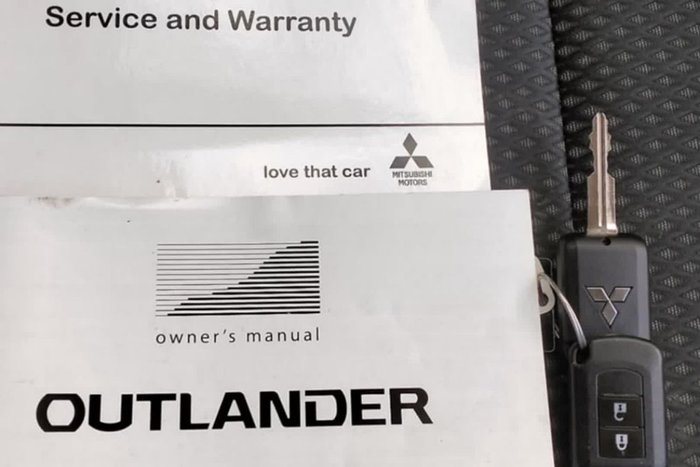 Service and Warranty
love that car
MITSUBISHI
MOTORS
owner's manual
OUTLANDER